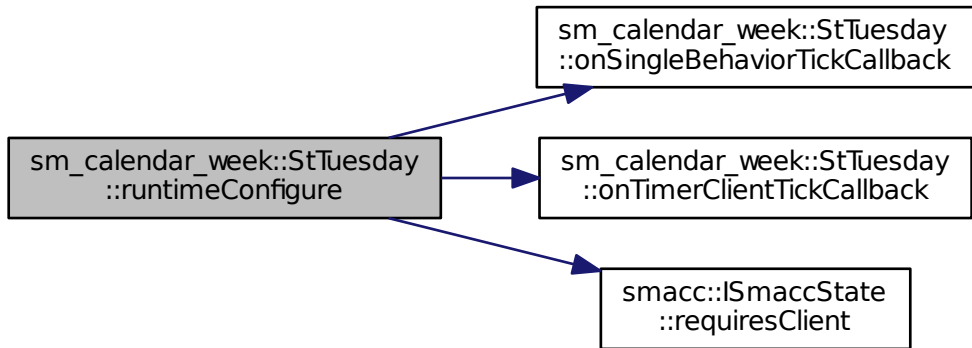 sm_calendar_week::StTuesday
::onSingleBehaviorTickCallback
sm_calendar_week::StTuesday
::runtimeConfigure
sm_calendar_week::StTuesday
::onTimerClientTickCallback
smacc::ISmaccState
::requiresClient